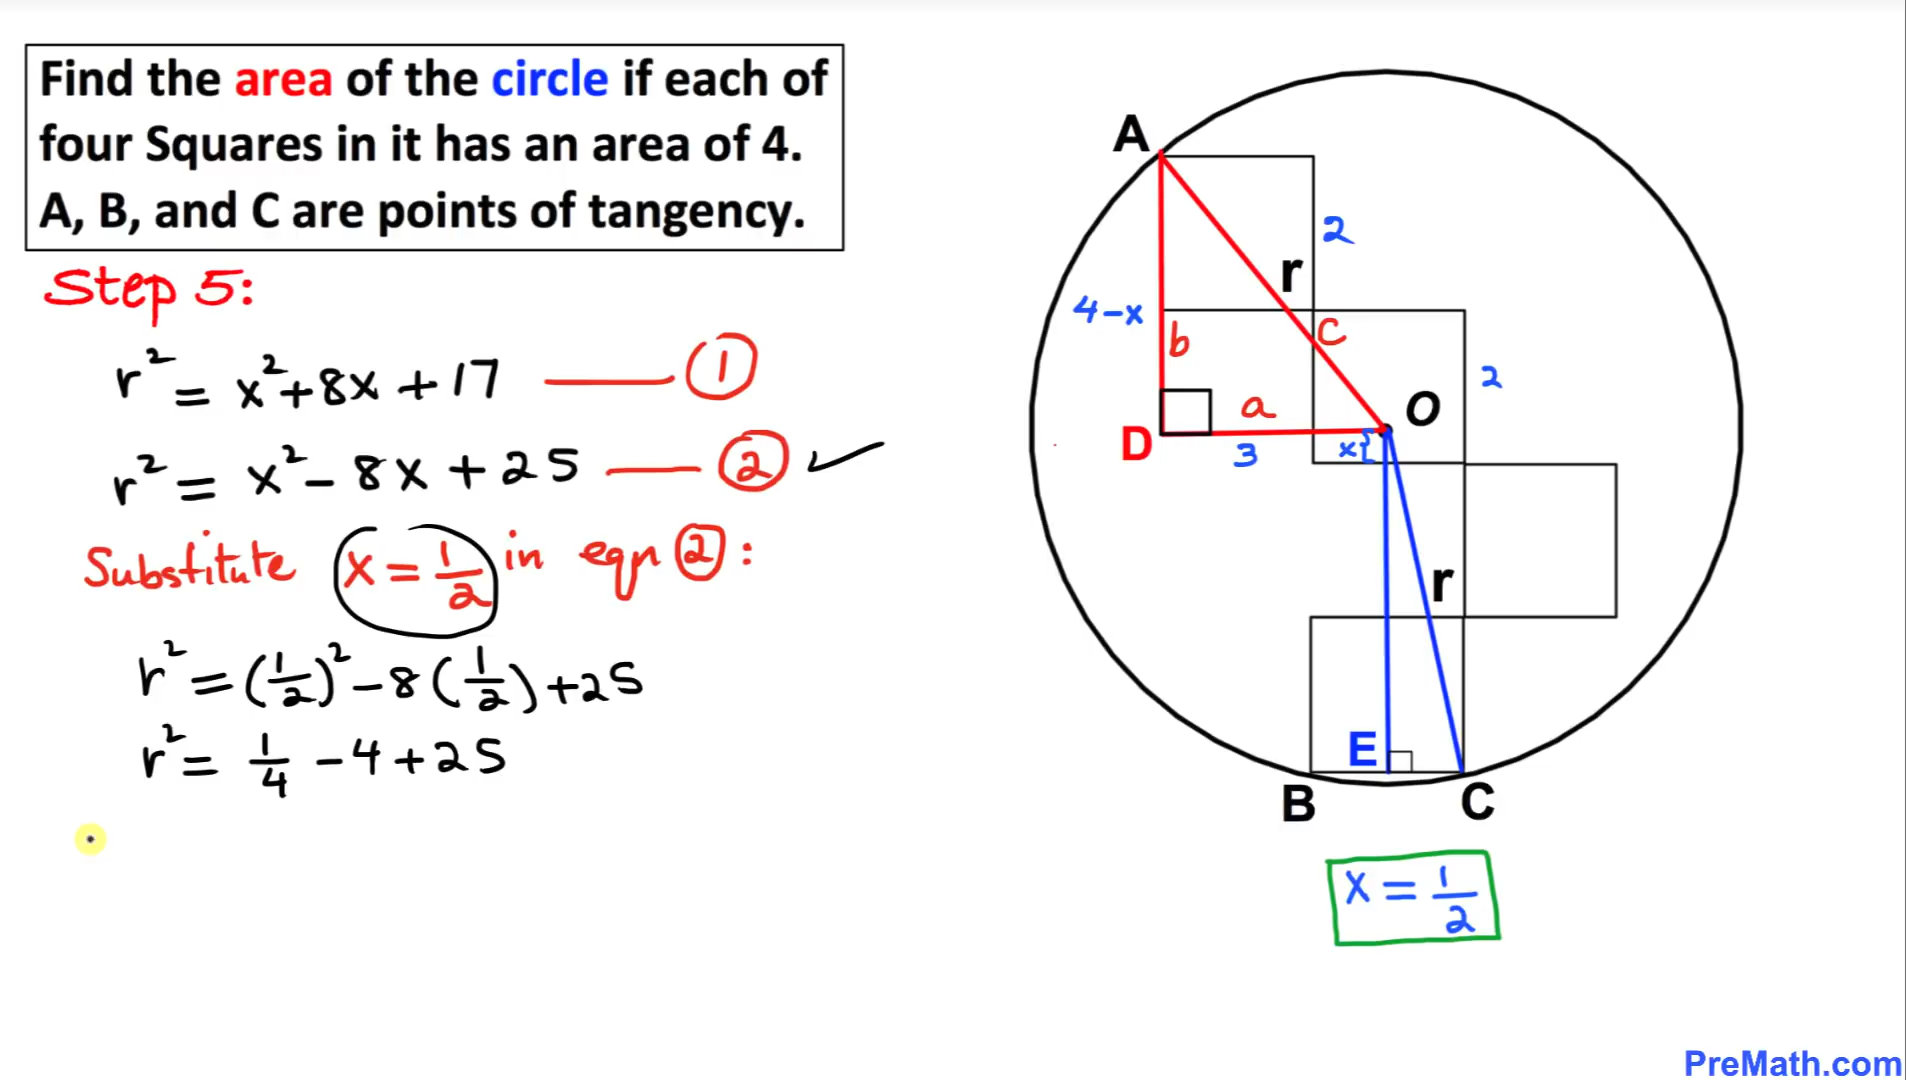 Find the area of the circle if each of
four Squares in it has an area of 4.
A, B, and C are points of tangency.
Step 5:
r² = x² + 8x + 17 —— ①
r² = x² - 8x + 25 —— ② ✓
Substitute x = 1/2 in eqn ②:
r² = (1/2)² - 8(1/2) + 25
r² = 1/4 - 4 + 25
A
2
r
4-x
b
c
2
a
O
D
3
x
r
E
B
C
x = 1/2
PreMath.com